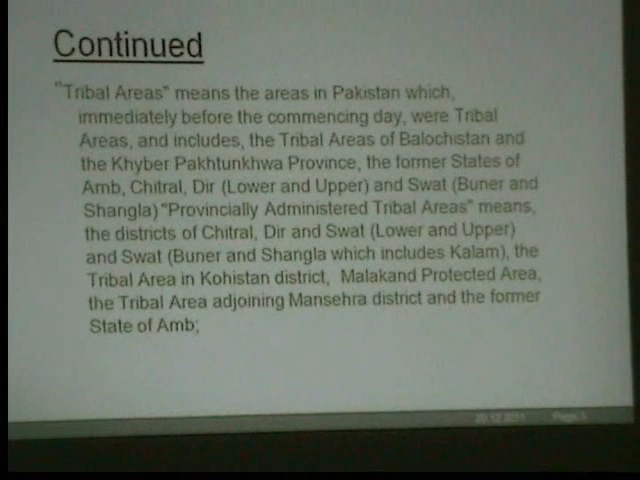 Continued
"Tribal Areas" means the areas in Pakistan which,
immediately before the commencing day, were Tribal
Areas, and includes, the Tribal Areas of Balochistan and
the Khyber Pakhtunkhwa Province, the former States of
Amb, Chitral, Dir (Lower and Upper) and Swat (Buner and
Shangla) "Provincially Administered Tribal Areas" means,
the districts of Chitral, Dir and Swat (Lower and Upper)
and Swat (Buner and Shangla which includes Kalam), the
Tribal Area in Kohistan district, Malakand Protected Area,
the Tribal Area adjoining Mansehra district and the former
State of Amb;